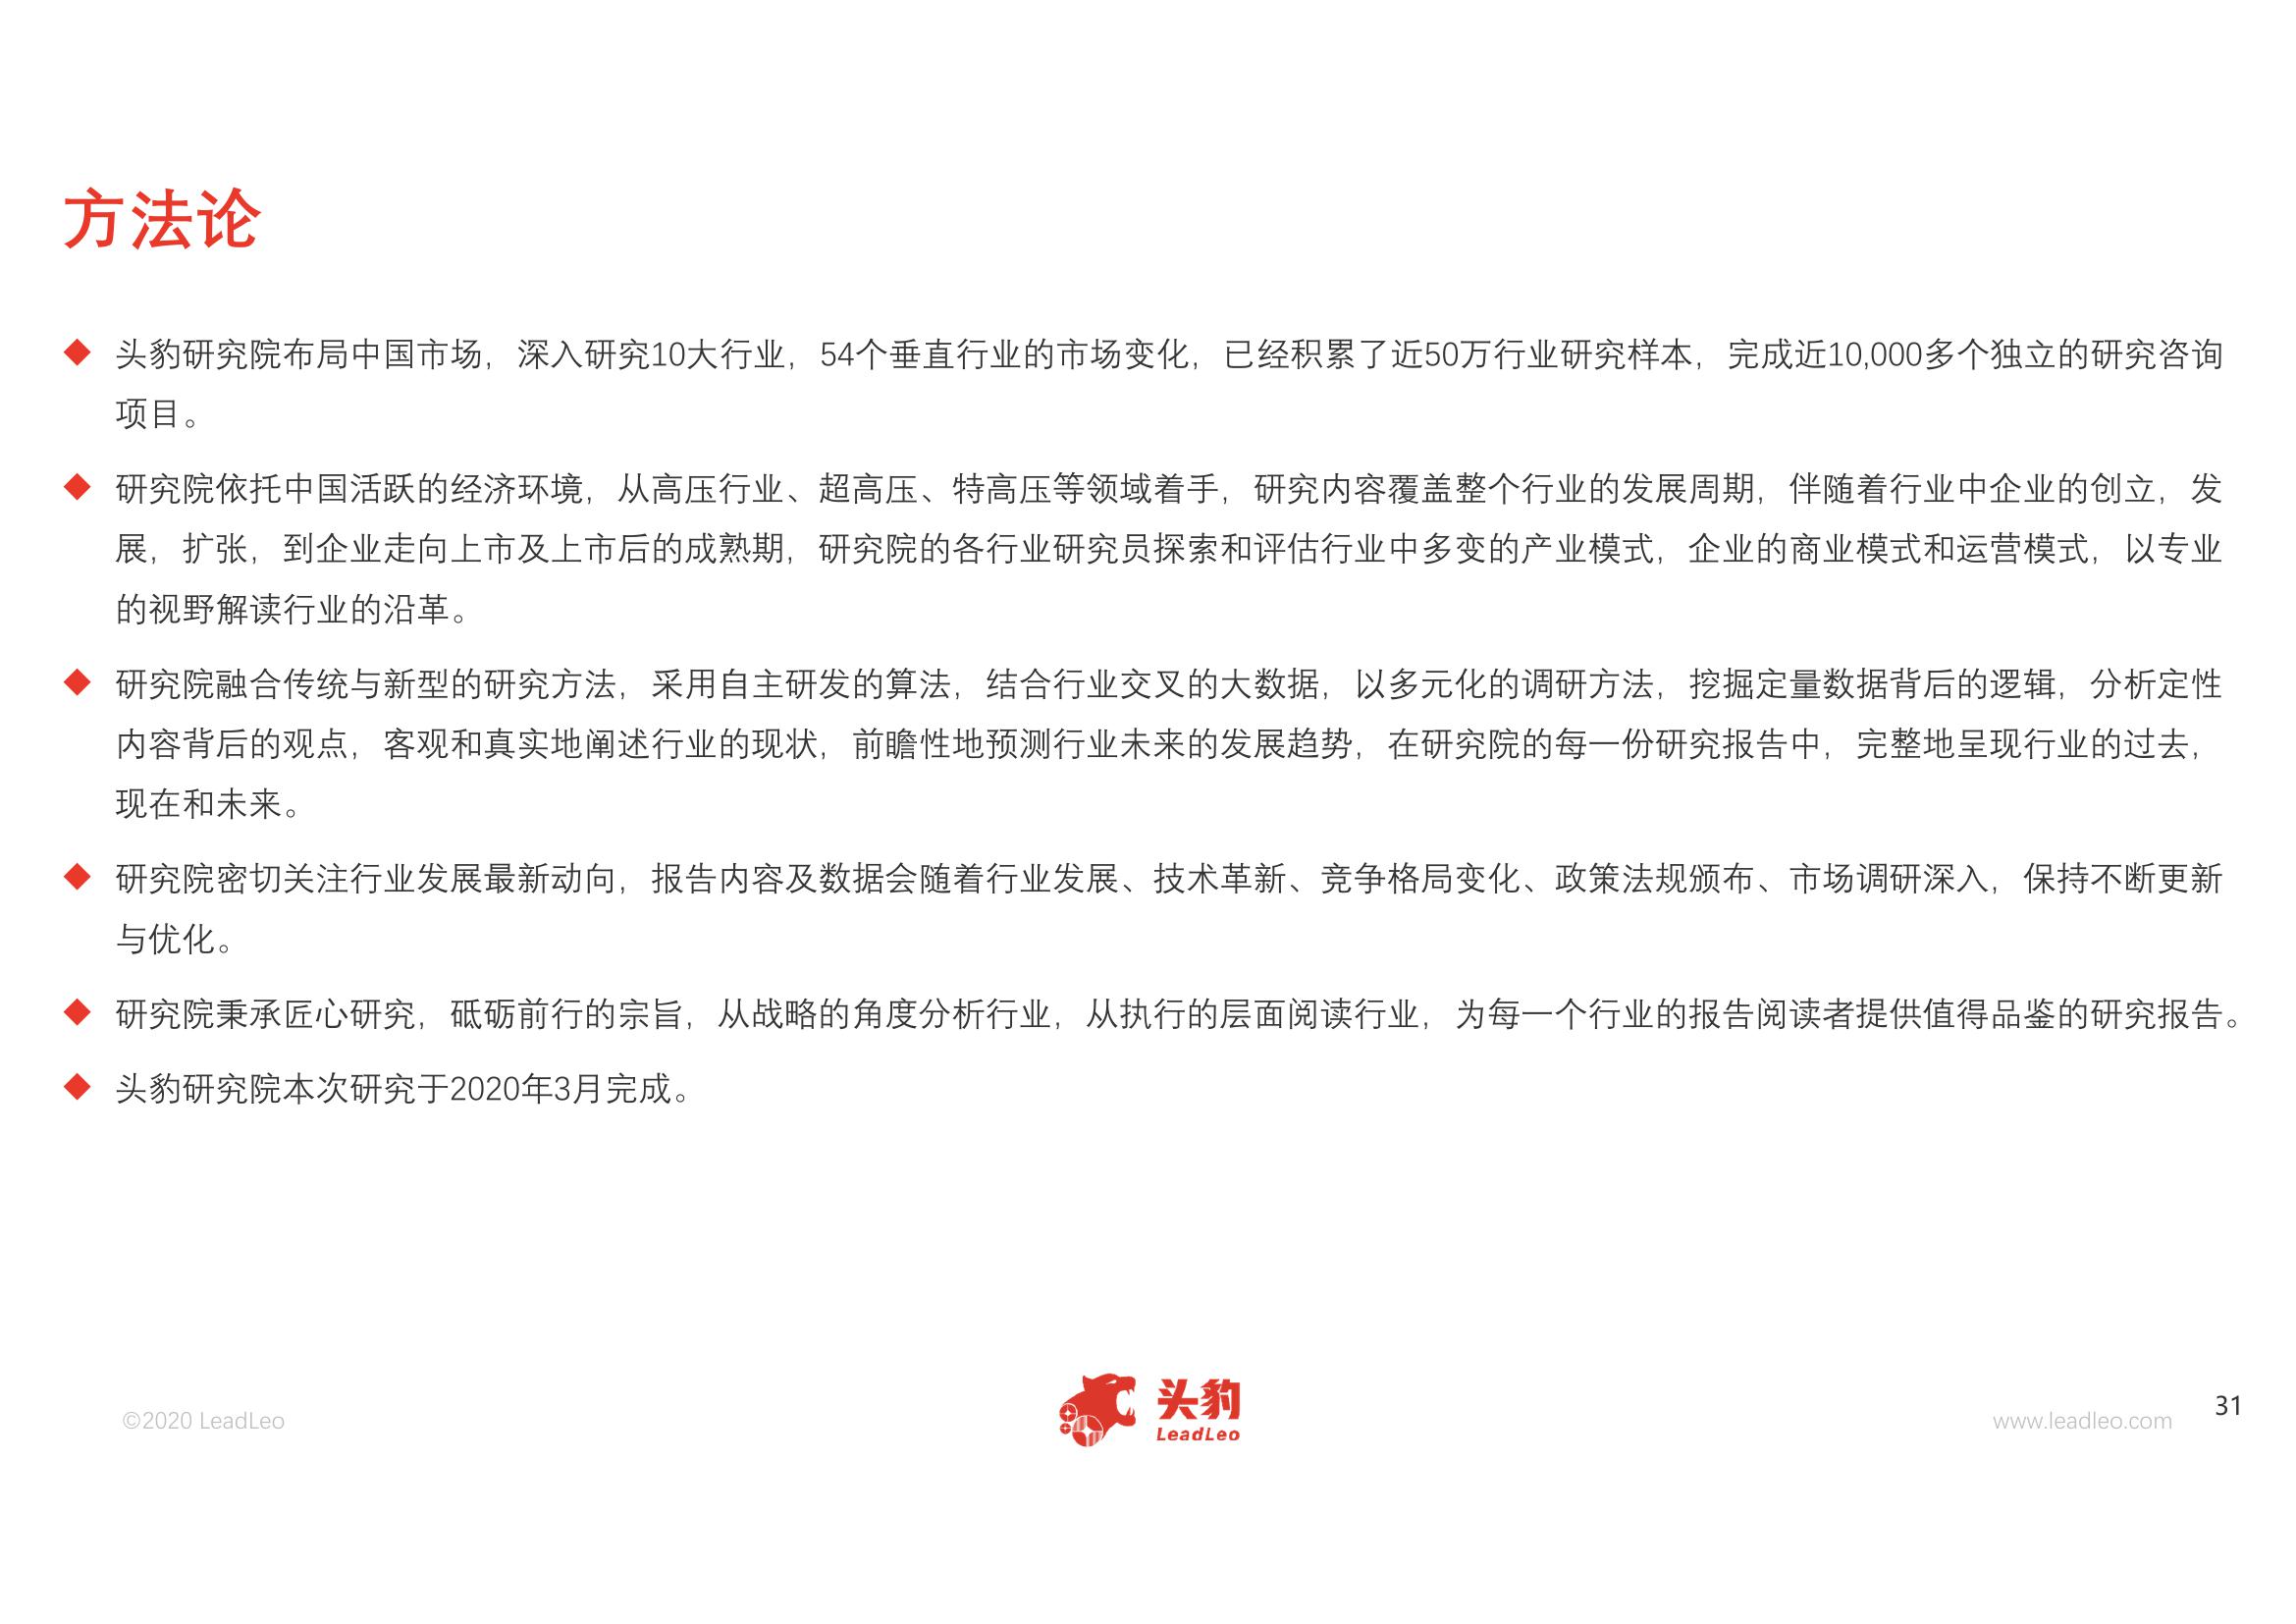 方法论
◆ 头豹研究院布局中国市场，深入研究10大行业，54个垂直行业的市场变化，已经积累了近50万行业研究样本，完成近10,000多个独立的研究咨询
项目。
◆ 研究院依托中国活跃的经济环境，从高压行业、超高压、特高压等领域着手，研究内容覆盖整个行业的发展周期，伴随着行业中企业的创立，发
展，扩张，到企业走向上市及上市后的成熟期，研究院的各行业研究员探索和评估行业中多变的产业模式，企业的商业模式和运营模式，以专业
的视野解读行业的沿革。
◆ 研究院融合传统与新型的研究方法，采用自主研发的算法，结合行业交叉的大数据，以多元化的调研方法，挖掘定量数据背后的逻辑，分析定性
内容背后的观点，客观和真实地阐述行业的现状，前瞻性地预测行业未来的发展趋势，在研究院的每一份研究报告中，完整地呈现行业的过去，
现在和未来。
◆ 研究院密切关注行业发展最新动向，报告内容及数据会随着行业发展、技术革新、竞争格局变化、政策法规颁布、市场调研深入，保持不断更新
与优化。
◆ 研究院秉承匠心研究，砥砺前行的宗旨，从战略的角度分析行业，从执行的层面阅读行业，为每一个行业的报告阅读者提供值得品鉴的研究报告。
◆ 头豹研究院本次研究于2020年3月完成。
©2020 LeadLeo
头豹
LeadLeo
www.leadleo.com
31